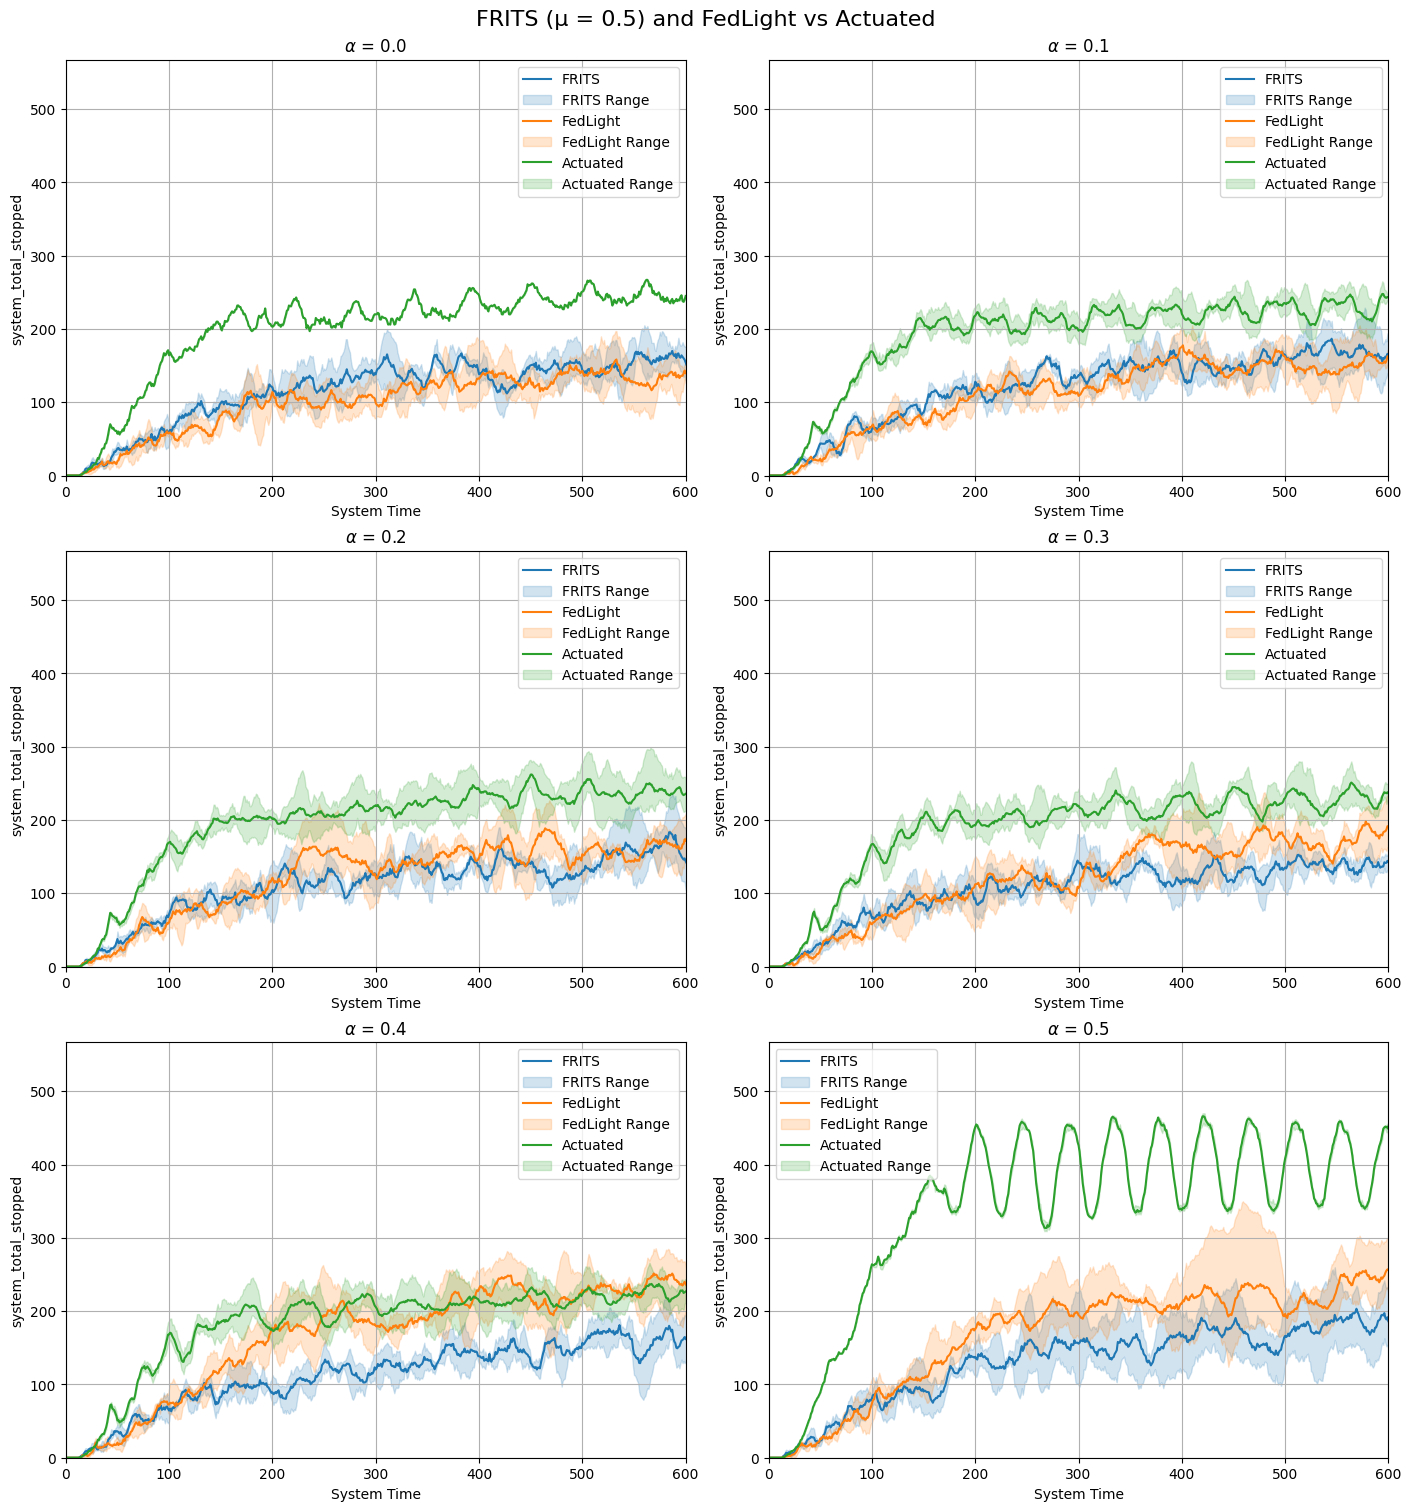 FRITS (μ = 0.5) and FedLight vs Actuated
α = 0.0
system_total_stopped
500
400
300
200
100
0
FRITS
FRITS Range
FedLight
FedLight Range
Actuated
Actuated Range
0 100 200 300 400 500 600
System Time
α = 0.1
system_total_stopped
500
400
300
200
100
0
FRITS
FRITS Range
FedLight
FedLight Range
Actuated
Actuated Range
0 100 200 300 400 500 600
System Time
α = 0.2
system_total_stopped
500
400
300
200
100
0
FRITS
FRITS Range
FedLight
FedLight Range
Actuated
Actuated Range
0 100 200 300 400 500 600
System Time
α = 0.3
system_total_stopped
500
400
300
200
100
0
FRITS
FRITS Range
FedLight
FedLight Range
Actuated
Actuated Range
0 100 200 300 400 500 600
System Time
α = 0.4
system_total_stopped
500
400
300
200
100
0
FRITS
FRITS Range
FedLight
FedLight Range
Actuated
Actuated Range
0 100 200 300 400 500 600
System Time
α = 0.5
system_total_stopped
500
400
300
200
100
0
FRITS
FRITS Range
FedLight
FedLight Range
Actuated
Actuated Range
0 100 200 300 400 500 600
System Time